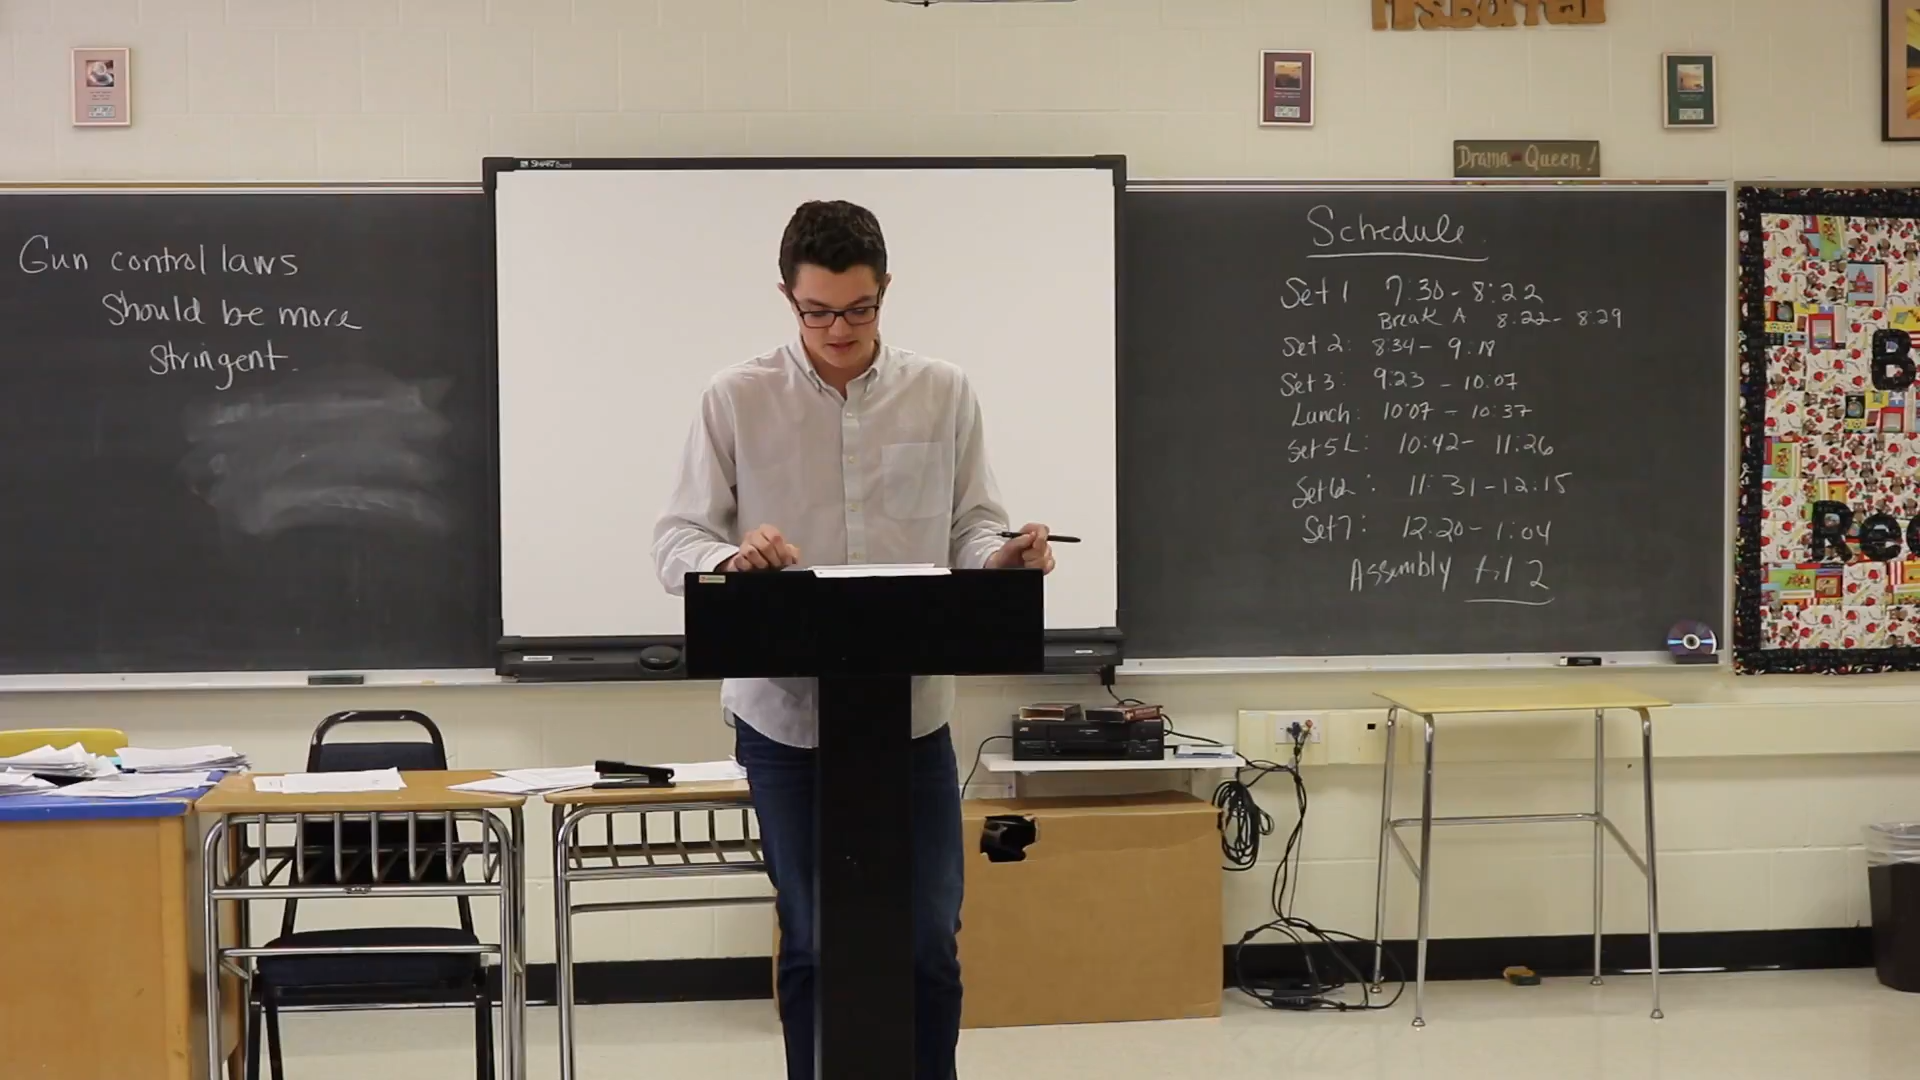 SMART Board
Drama Queen!
Gun control laws
should be more
stringent.
Schedule
Set 1 7:30 - 8:22
Break A 8:22 - 8:29
Set 2: 8:34 - 9:18
Set 3: 9:23 - 10:07
Lunch: 10:07 - 10:37
Set 5L: 10:42 - 11:26
11:31 - 12:15
Set 7: 12:20 - 1:04
Assembly til 2
B